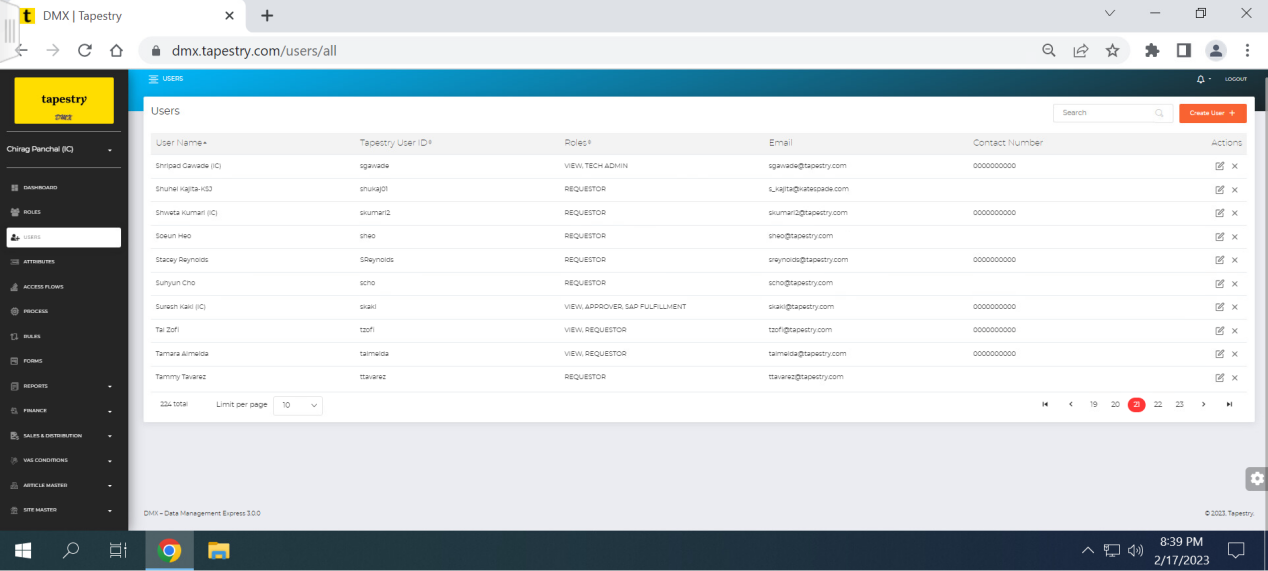 t DMX | Tapestry
dmx.tapestry.com/users/all
tapestry
DMX
USERS
LOGOUT
Chirag Panchal (IC)
DASHBOARD
ROLES
USERS
ATTRIBUTES
ACCESS FLOWS
PROCESS
RULES
FORMS
REPORTS
FINANCE
SALES & DISTRIBUTION
VAS CONDITIONS
ARTICLE MASTER
SITE MASTER
Users
Search
Create User +
User Name Tapestry User ID Roles Email Contact Number Actions
Shripad Gawade (IC) sgawade VIEW, TECH ADMIN sgawade@tapestry.com 0000000000
Shunei Kajita-KSJ shukaj01 REQUESTOR s_kajita@katespade.com
Shweta Kumari (IC) skumari2 REQUESTOR skumari2@tapestry.com 0000000000
Soeun Heo sheo REQUESTOR sheo@tapestry.com
Stacey Reynolds SReynolds REQUESTOR sreynolds@tapestry.com 0000000000
Sunyun Cho scho REQUESTOR scho@tapestry.com
Suresh Kaki (IC) skaki VIEW, APPROVER, SAP FULFILLMENT skaki@tapestry.com 0000000000
Tal Zofi tzofi VIEW, REQUESTOR tzofi@tapestry.com 0000000000
Tamara Almeida talmeida VIEW, REQUESTOR talmeida@tapestry.com 0000000000
Tammy Tavarez ttavarez REQUESTOR ttavarez@tapestry.com
224 total Limit per page 10 19 20 21 22 23
DMX – Data Management Express 3.0.0 © 2023, Tapestry.
8:39 PM
2/17/2023